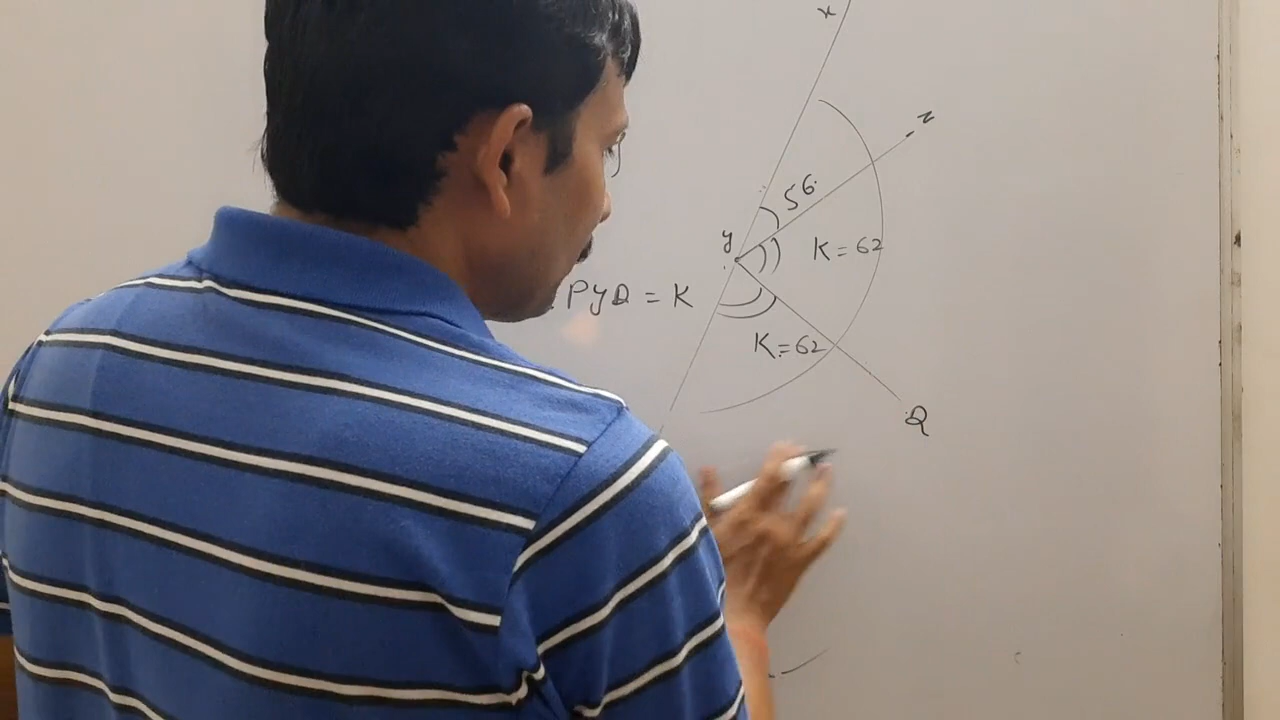 x
z
56°
y
K = 62
PYQ = K
K = 62
Q